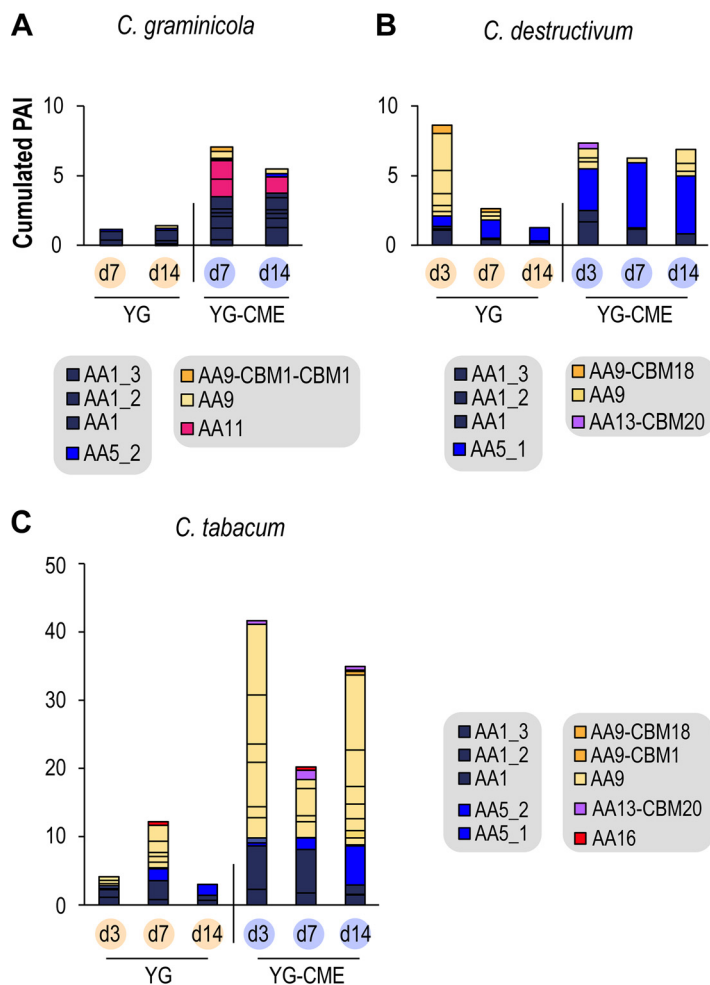 A
C. graminicola
B
C. destructivum
Cumulated PAI
10
5
0
d7 d14 d7 d14
YG YG-CME
10
5
0
d3 d7 d14 d3 d7 d14
YG YG-CME
AA1_3
AA1_2
AA1
AA5_2
AA9-CBM1-CBM1
AA9
AA11
AA1_3
AA1_2
AA1
AA5_1
AA9-CBM18
AA9
AA13-CBM20
C
C. tabacum
50
40
30
20
10
0
d3 d7 d14 d3 d7 d14
YG YG-CME
AA1_3
AA1_2
AA1
AA5_2
AA5_1
AA9-CBM18
AA9-CBM1
AA9
AA13-CBM20
AA16